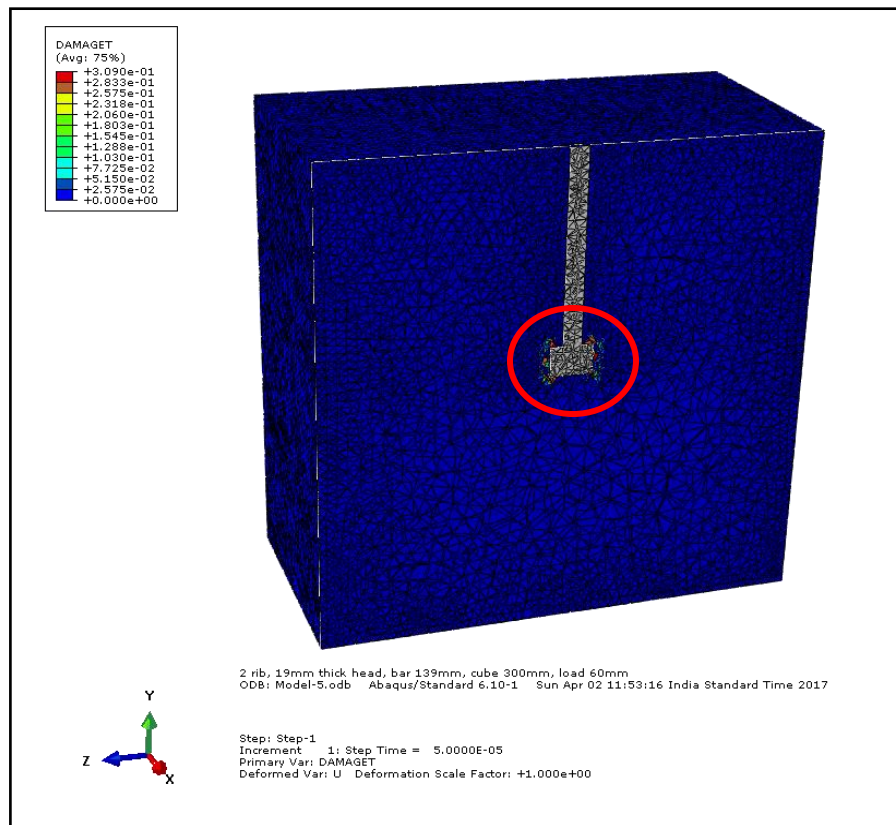 DAMAGET
(Avg: 75%)
+3.090e-01
+2.833e-01
+2.575e-01
+2.318e-01
+2.060e-01
+1.803e-01
+1.545e-01
+1.288e-01
+1.030e-01
+7.725e-02
+5.150e-02
+2.575e-02
+0.000e+00
2 rib, 19mm thick head, bar 139mm, cube 300mm, load 60mm
ODB: Model-5.odb Abaqus/Standard 6.10-1 Sun Apr 02 11:53:16 India Standard Time 2017
Y
Z
X
Step: Step-1
Increment 1: Step Time = 5.0000E-05
Primary Var: DAMAGET
Deformed Var: U Deformation Scale Factor: +1.000e+00